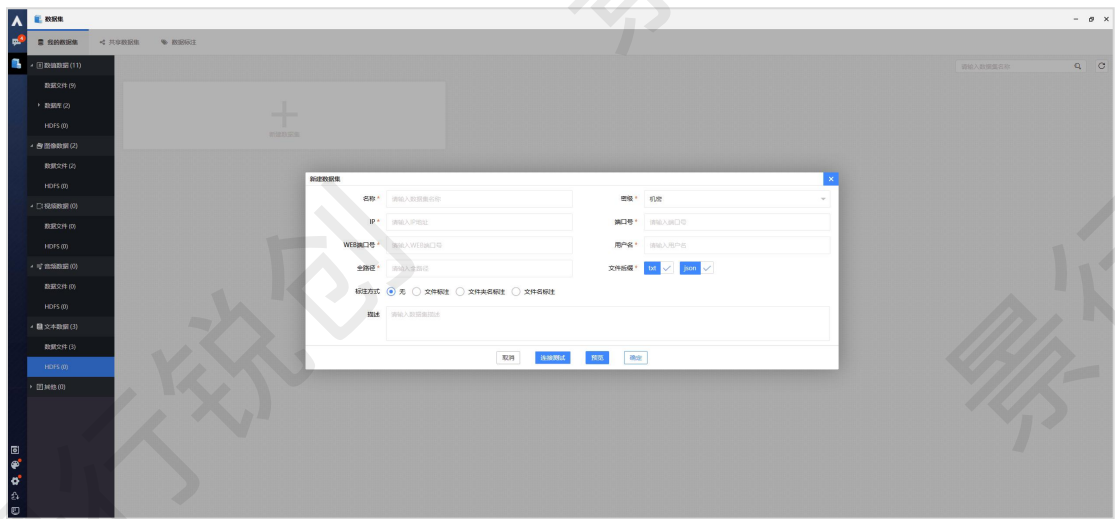 数据集
我的数据集 共享数据集 数据标注
数值数据 (11)
请输入数据集名称
数据文件 (9)
数据库 (2)
HDFS (0)
新建数据集
图像数据 (2)
数据文件 (2)
HDFS (0)
视频数据 (0)
数据文件 (0)
HDFS (0)
音频数据 (0)
数据文件 (0)
HDFS (0)
文本数据 (3)
数据文件 (3)
HDFS (0)
其他 (0)
新建数据集
名称 * 请输入数据集名称 密级 * 机密
IP * 请输入IP地址 端口号 * 请输入端口号
WEB端口号 * 请输入WEB端口号 用户名 * 请输入用户名
全路径 * 请输入全路径 文件后缀 * txt json
标注方式 无 文件标注 文件夹名标注 文件名标注
描述 请输入数据集描述
取消 连接测试 预览 确定
景行锐创
景